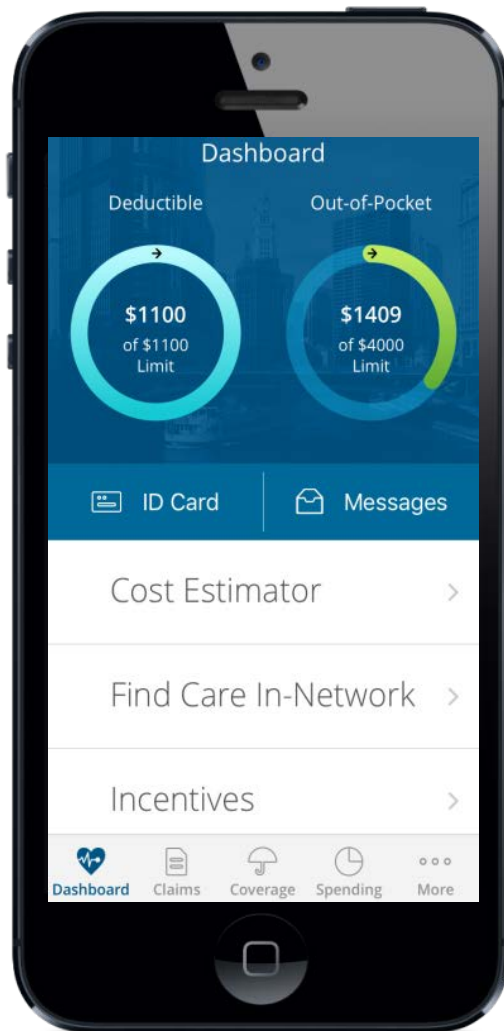 Dashboard
Deductible
Out-of-Pocket
$1100
of $1100
Limit
$1409
of $4000
Limit
ID Card
Messages
Cost Estimator
Find Care In-Network
Incentives
Dashboard
Claims
Coverage
Spending
More